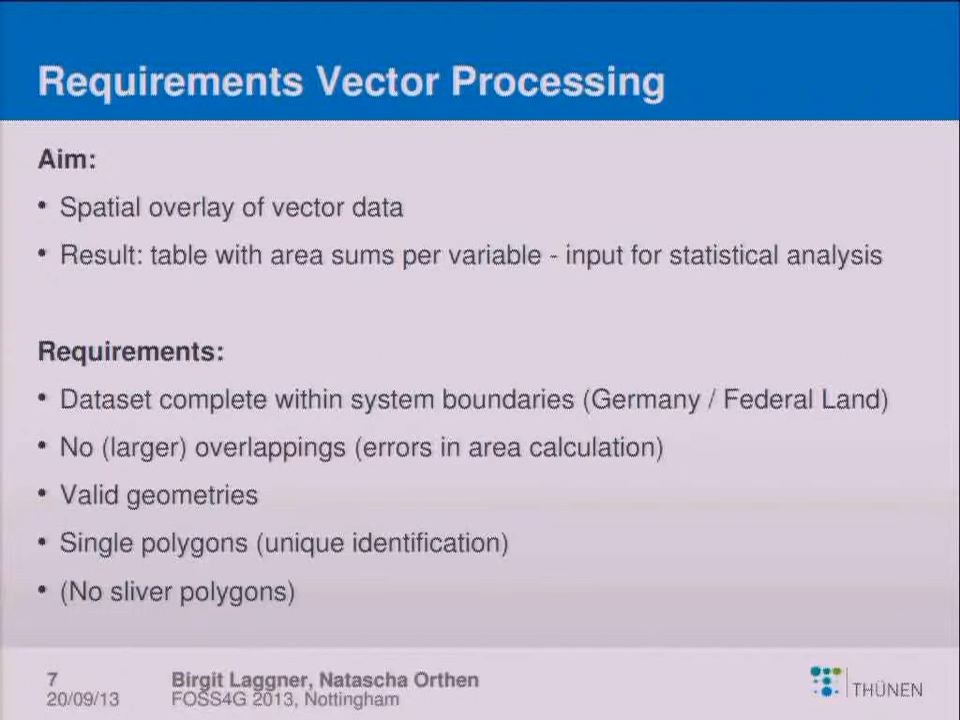 Requirements Vector Processing
Aim:
• Spatial overlay of vector data
• Result: table with area sums per variable - input for statistical analysis
Requirements:
• Dataset complete within system boundaries (Germany / Federal Land)
• No (larger) overlappings (errors in area calculation)
• Valid geometries
• Single polygons (unique identification)
• (No sliver polygons)
7 Birgit Laggner, Natascha Orthen
20/09/13 FOSS4G 2013, Nottingham
THÜNEN